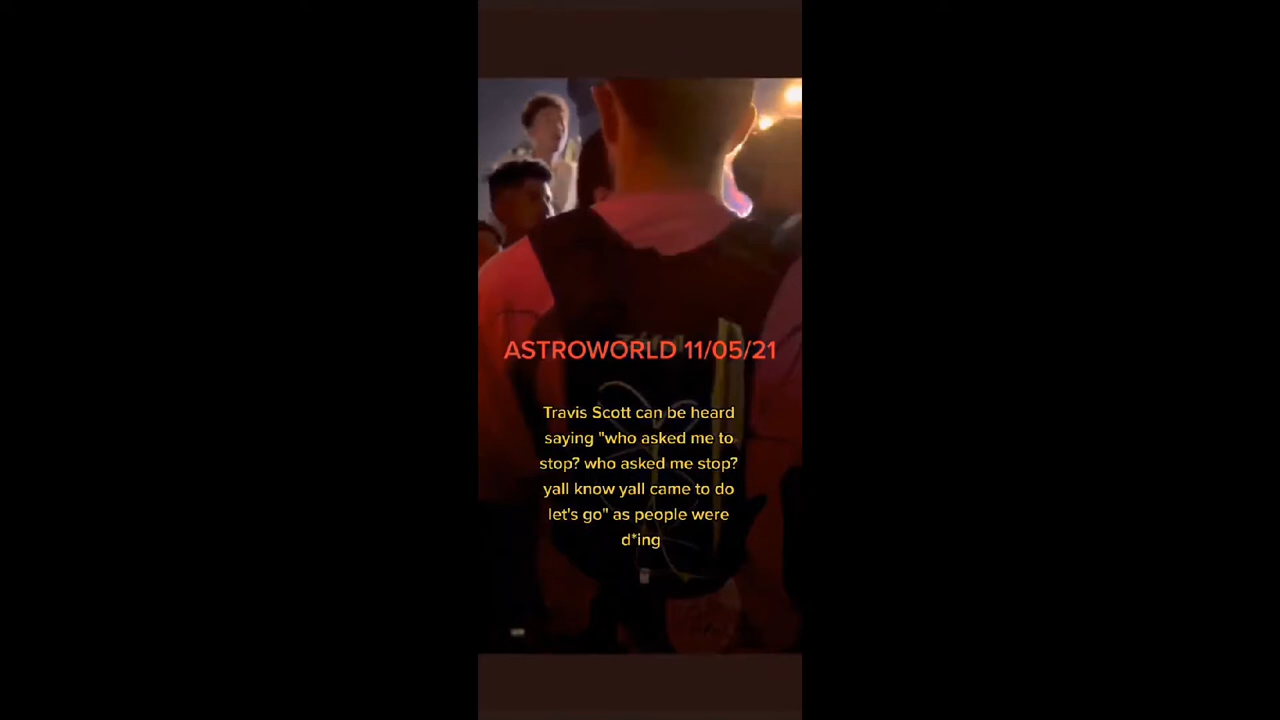 ASTROWORLD 11/05/21
Travis Scott can be heard
saying "who asked me to
stop? who asked me stop?
yall know yall came to do
let's go" as people were
d*ing